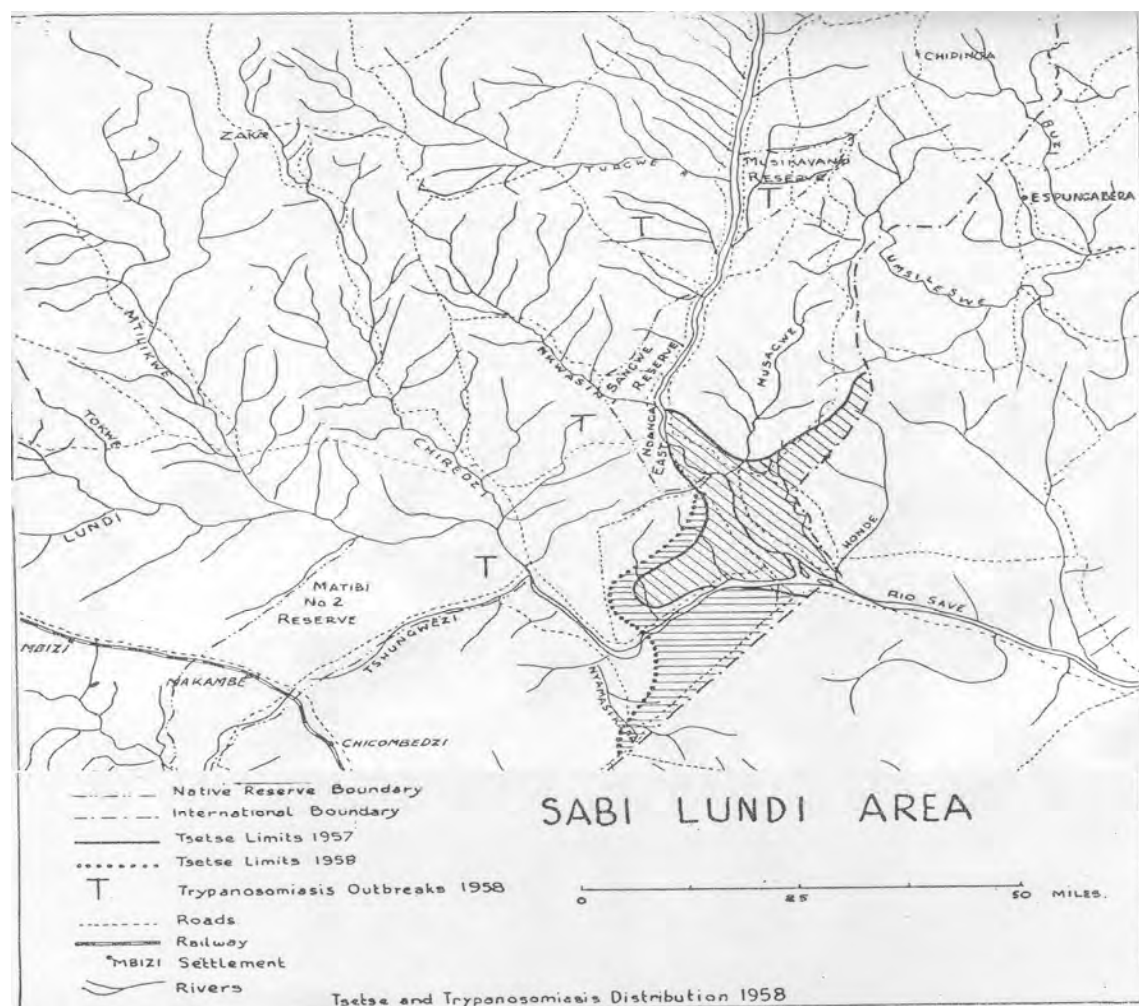 CHIPINGA
BUZI
ZAKA
TURGWE
MUSIKAVANU
RESERVE
ESPUNGABERA
UMSILESWE
MTILIKWE
MKWASINE
SANGWE
RESERVE
MUSAGWE
NDANGA
EAST
TOKWE
CHIREDZI
LUNDI
HONDE
MATIBI
No 2
RESERVE
RIO SAVE
TSHUNGWEZI
MBIZI
MAKAMBE
CHICOMBEDZI
Native Reserve Boundary
International Boundary
Tsetse Limits 1957
Tsetse Limits 1958
T Trypanosomiasis Outbreaks 1958
Roads
Railway
MBIZI Settlement
Rivers
SABI LUNDI AREA
0 25 50 MILES.
Tsetse and Trypanosomiasis Distribution 1958